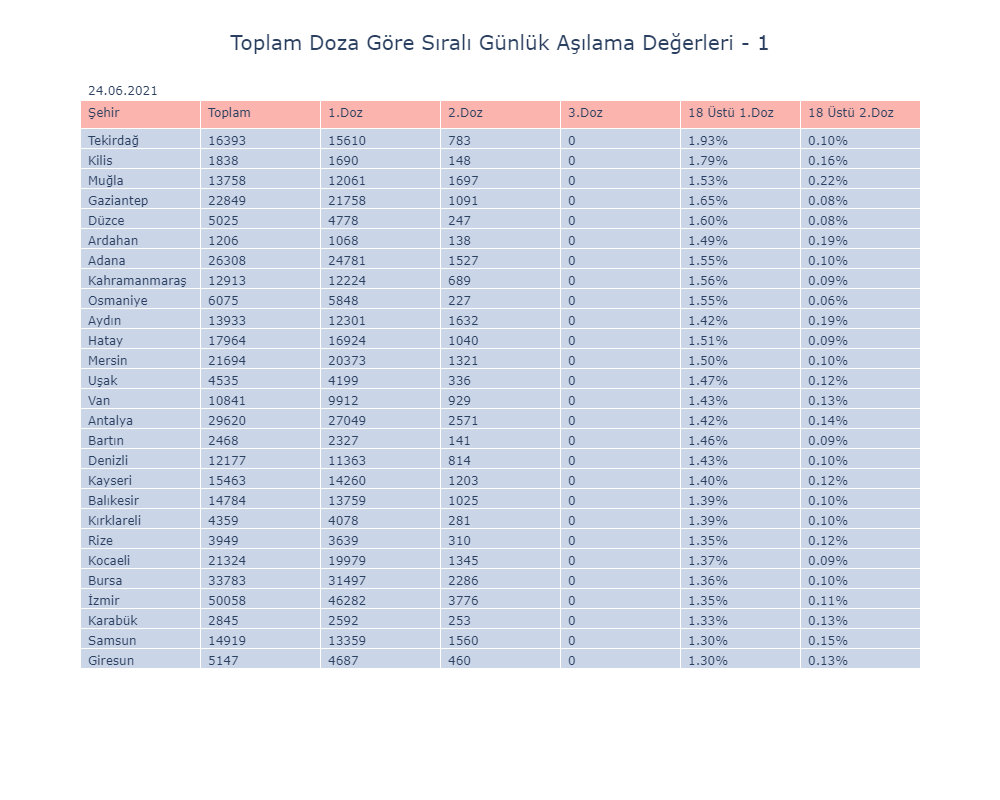 Toplam Doza Göre Sıralı Günlük Aşılama Değerleri - 1
24.06.2021
Şehir Toplam 1.Doz 2.Doz 3.Doz 18 Üstü 1.Doz 18 Üstü 2.Doz
Tekirdağ 16393 15610 783 0 1.93% 0.10%
Kilis 1838 1690 148 0 1.79% 0.16%
Muğla 13758 12061 1697 0 1.53% 0.22%
Gaziantep 22849 21758 1091 0 1.65% 0.08%
Düzce 5025 4778 247 0 1.60% 0.08%
Ardahan 1206 1068 138 0 1.49% 0.19%
Adana 26308 24781 1527 0 1.55% 0.10%
Kahramanmaraş 12913 12224 689 0 1.56% 0.09%
Osmaniye 6075 5848 227 0 1.55% 0.06%
Aydın 13933 12301 1632 0 1.42% 0.19%
Hatay 17964 16924 1040 0 1.51% 0.09%
Mersin 21694 20373 1321 0 1.50% 0.10%
Uşak 4535 4199 336 0 1.47% 0.12%
Van 10841 9912 929 0 1.43% 0.13%
Antalya 29620 27049 2571 0 1.42% 0.14%
Bartın 2468 2327 141 0 1.46% 0.09%
Denizli 12177 11363 814 0 1.43% 0.10%
Kayseri 15463 14260 1203 0 1.40% 0.12%
Balıkesir 14784 13759 1025 0 1.39% 0.10%
Kırklareli 4359 4078 281 0 1.39% 0.10%
Rize 3949 3639 310 0 1.35% 0.12%
Kocaeli 21324 19979 1345 0 1.37% 0.09%
Bursa 33783 31497 2286 0 1.36% 0.10%
İzmir 50058 46282 3776 0 1.35% 0.11%
Karabük 2845 2592 253 0 1.33% 0.13%
Samsun 14919 13359 1560 0 1.30% 0.15%
Giresun 5147 4687 460 0 1.30% 0.13%